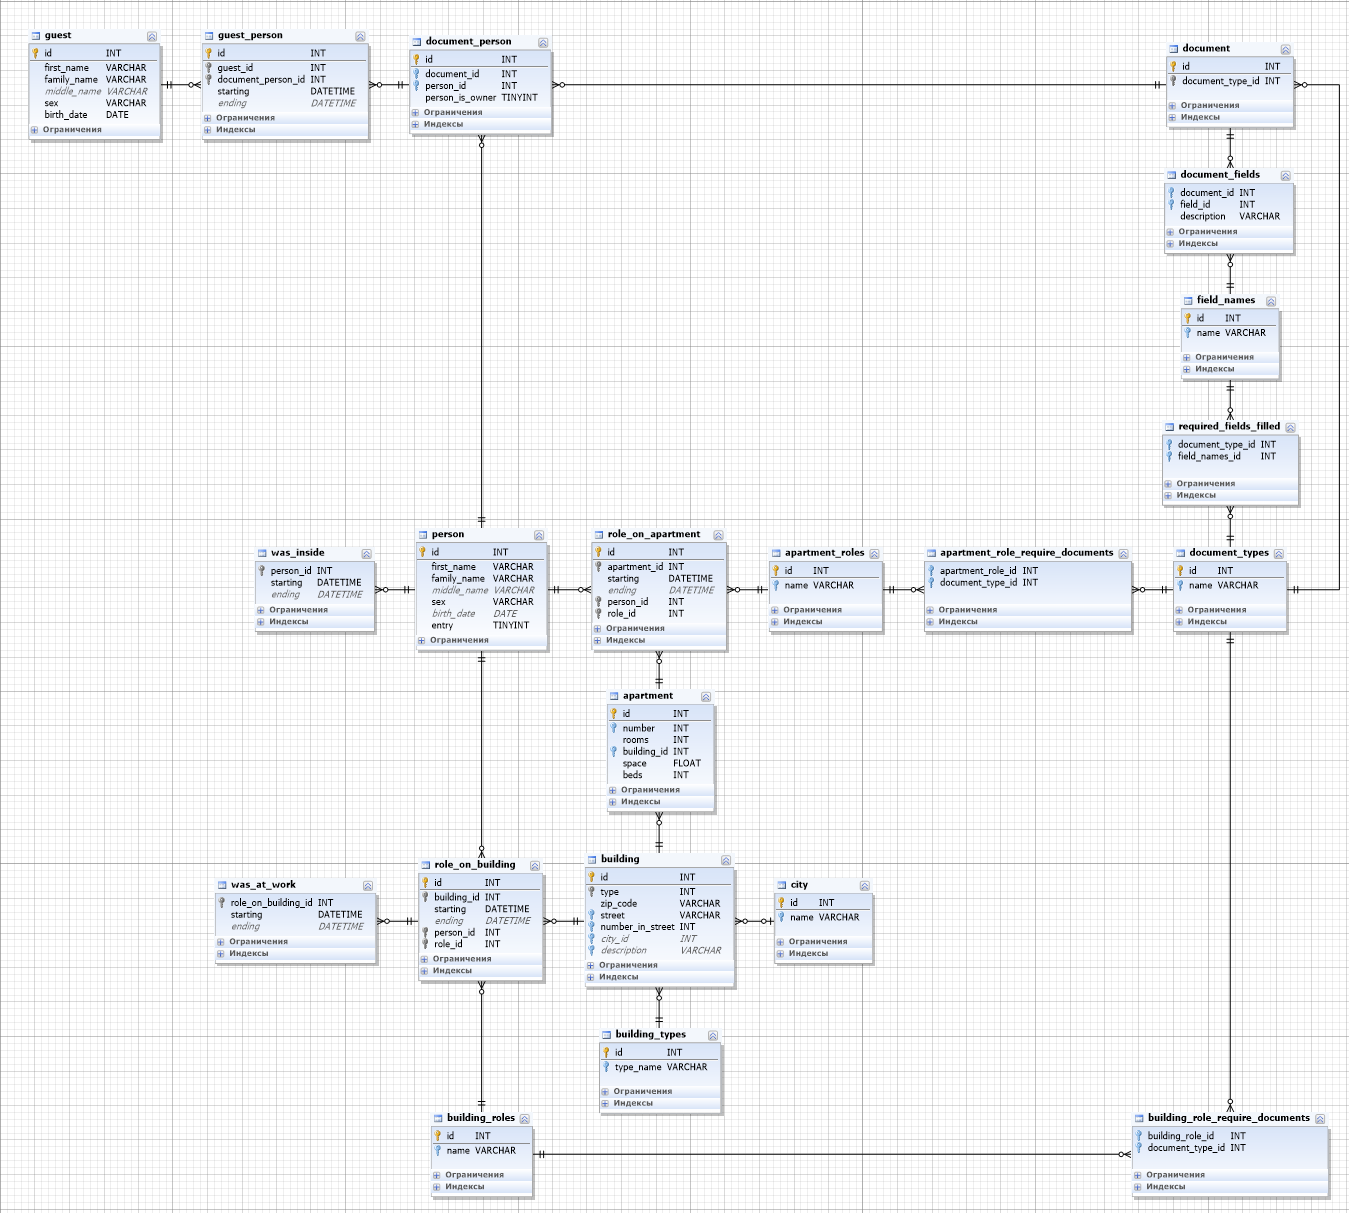 guest
id INT
first_name VARCHAR
family_name VARCHAR
middle_name VARCHAR
sex VARCHAR
birth_date DATE
Ограничения
guest_person
id INT
guest_id INT
document_person_id INT
starting DATETIME
ending DATETIME
Ограничения
Индексы
document_person
id INT
document_id INT
person_id INT
person_is_owner TINYINT
Ограничения
Индексы
document
id INT
document_type_id INT
Ограничения
Индексы
document_fields
document_id INT
field_id INT
description VARCHAR
Ограничения
Индексы
field_names
id INT
name VARCHAR
Ограничения
Индексы
required_fields_filled
document_type_id INT
field_names_id INT
Ограничения
Индексы
was_inside
person_id INT
starting DATETIME
ending DATETIME
Ограничения
Индексы
person
id INT
first_name VARCHAR
family_name VARCHAR
middle_name VARCHAR
sex VARCHAR
birth_date DATE
entry TINYINT
Ограничения
role_on_apartment
id INT
apartment_id INT
starting DATETIME
ending DATETIME
person_id INT
role_id INT
Ограничения
Индексы
apartment_roles
id INT
name VARCHAR
Ограничения
Индексы
apartment_role_require_documents
apartment_role_id INT
document_type_id INT
Ограничения
Индексы
document_types
id INT
name VARCHAR
Ограничения
Индексы
apartment
id INT
number INT
rooms INT
building_id INT
space FLOAT
beds INT
Ограничения
Индексы
was_at_work
role_on_building_id INT
starting DATETIME
ending DATETIME
Ограничения
Индексы
role_on_building
id INT
building_id INT
starting DATETIME
ending DATETIME
person_id INT
role_id INT
Ограничения
Индексы
building
id INT
type INT
zip_code VARCHAR
street VARCHAR
number_in_street INT
city_id INT
description VARCHAR
Ограничения
Индексы
city
id INT
name VARCHAR
Ограничения
Индексы
building_types
id INT
type_name VARCHAR
Ограничения
Индексы
building_roles
id INT
name VARCHAR
Ограничения
Индексы
building_role_require_documents
building_role_id INT
document_type_id INT
Ограничения
Индексы